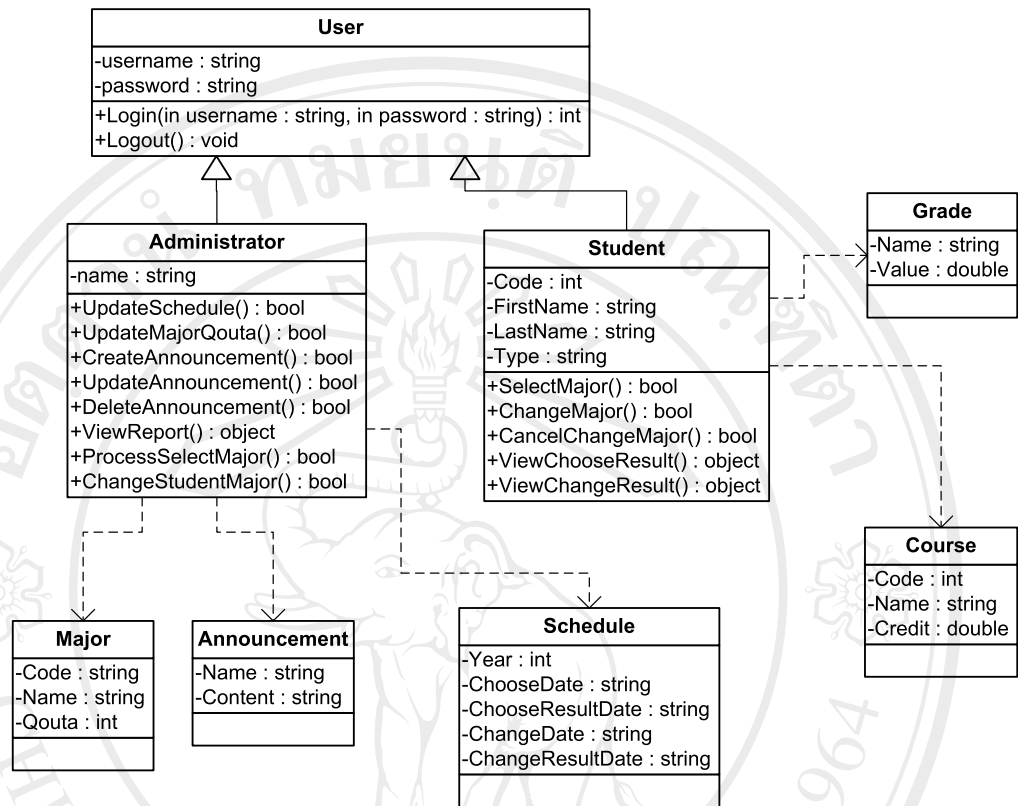 User
-username : string
-password : string
+Login(in username : string, in password : string) : int
+Logout() : void
Administrator
-name : string
+UpdateSchedule() : bool
+UpdateMajorQouta() : bool
+CreateAnnouncement() : bool
+UpdateAnnouncement() : bool
+DeleteAnnouncement() : bool
+ViewReport() : object
+ProcessSelectMajor() : bool
+ChangeStudentMajor() : bool
Student
-Code : int
-FirstName : string
-LastName : string
-Type : string
+SelectMajor() : bool
+ChangeMajor() : bool
+CancelChangeMajor() : bool
+ViewChooseResult() : object
+ViewChangeResult() : object
Grade
-Name : string
-Value : double
Course
-Code : int
-Name : string
-Credit : double
Major
-Code : string
-Name : string
-Qouta : int
Announcement
-Name : string
-Content : string
Schedule
-Year : int
-ChooseDate : string
-ChooseResultDate : string
-ChangeDate : string
-ChangeResultDate : string
964